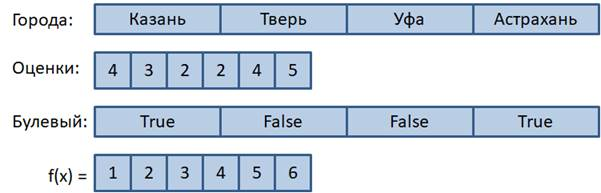 Города: Казань Тверь Уфа Астрахань
Оценки: 4 3 2 2 4 5
Булевый: True False False True
f(x) = 1 2 3 4 5 6